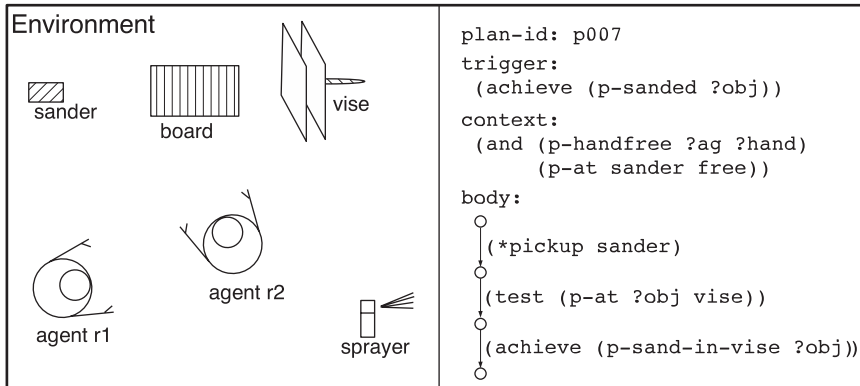 Environment
sander
board
vise
agent r1
agent r2
sprayer
plan-id: p007
trigger:
(achieve (p-sanded ?obj))
context:
(and (p-handfree ?ag ?hand)
(p-at sander free))
body:
(*pickup sander)
(test (p-at ?obj vise))
(achieve (p-sand-in-vise ?obj))